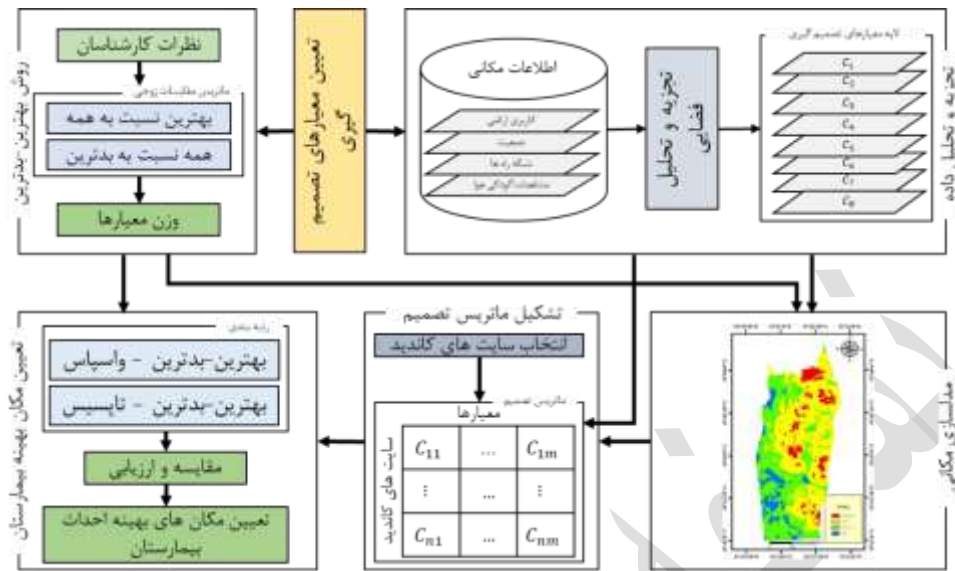 روش بهترین-بدترین
نظرات کارشناسان
ماتریس مقایسات زوجی
بهترین نسبت به همه
همه نسبت به بدترین
وزن معیارها
تعیین معیارهای تصمیم
گیری
اطلاعات مکانی
کاربری اراضی
جمعیت
شبکه راه ها
مشخصات آلودگی هوا
تجزیه و تحلیل
فضایی
لایه معیارهای تصمیم گیری
C1
C2
C3
C4
C5
C6
C7
C8
تجزیه و تحلیل داده
تعیین مکان بهینه بیمارستان
رتبه بندی
بهترین-بدترین - واسپاس
بهترین-بدترین - تاپسیس
مقایسه و ارزیابی
تعیین مکان های بهینه احداث
بیمارستان
تشکیل ماتریس تصمیم
انتخاب سایت های کاندید
ماتریس تصمیم
معیارها
سایت های کاندید
C11 ... C1m
⋮ ... ⋮
Cn1 ... Cnm
مدلسازی مکانی